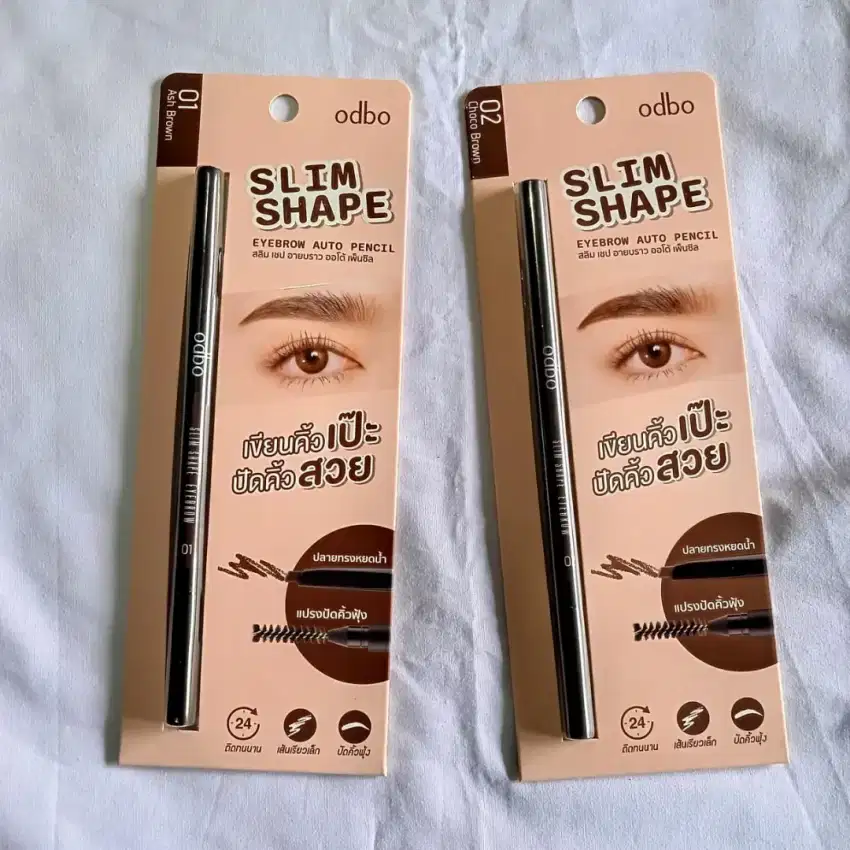 01
Ash Brown
odbo
SLIM
SHAPE
EYEBROW AUTO PENCIL
สลิม เชป อายบราว ออโต้ เพ็นซิล
odbo
SLIM SHAPE EYEBROW
01
เขียนคิ้วเป๊ะ
ปัดคิ้วสวย
ปลายทรงหยดน้ำ
แปรงปัดคิ้วฟุ้ง
24
ติดทนนาน
เส้นเรียวเล็ก
ปัดคิ้วฟุ้ง
02
Choco Brown
odbo
SLIM
SHAPE
EYEBROW AUTO PENCIL
สลิม เชป อายบราว ออโต้ เพ็นซิล
odbo
SLIM SHAPE EYEBROW
เขียนคิ้วเป๊ะ
ปัดคิ้วสวย
ปลายทรงหยดน้ำ
แปรงปัดคิ้วฟุ้ง
24
ติดทนนาน
เส้นเรียวเล็ก
ปัดคิ้วฟุ้ง